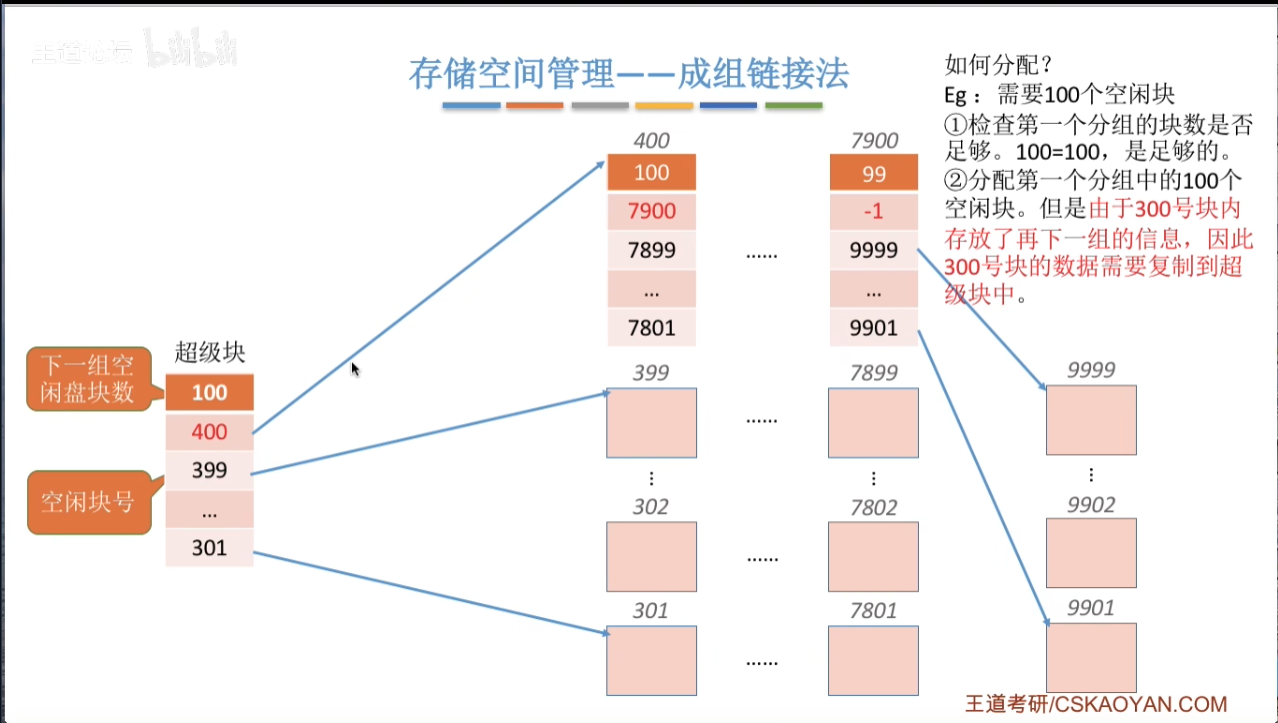 王道论坛 bilibili
存储空间管理——成组链接法
如何分配？
Eg： 需要100个空闲块
①检查第一个分组的块数是否
足够。100=100，是足够的。
②分配第一个分组中的100个
空闲块。但是由于300号块内
存放了再下一组的信息，因此
300号块的数据需要复制到超
级块中。
超级块
下一组空
闲盘块数
空闲块号
100
400
399
...
301
400
100
7900
7899
...
7801
399
⋮
302
301
......
......
......
......
7900
99
-1
9999
...
9901
7899
⋮
7802
7801
9999
⋮
9902
9901
王道考研/CSKAOYAN.COM